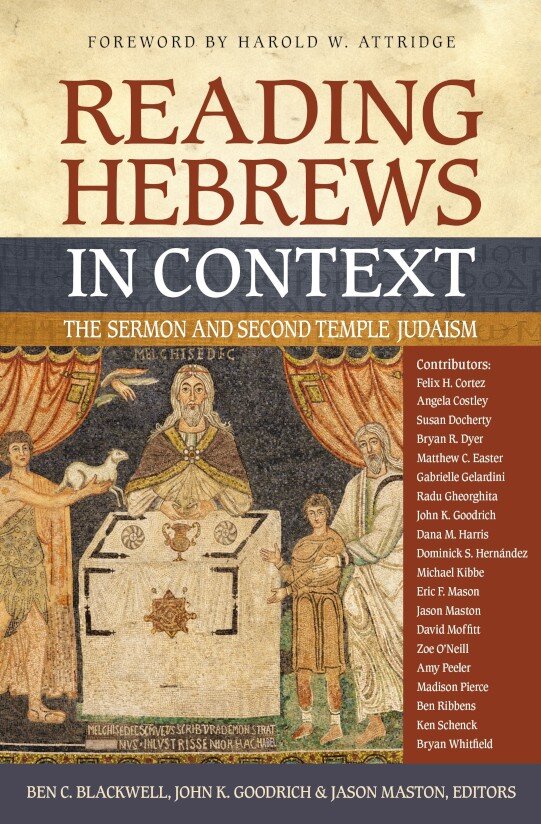 FOREWORD BY HAROLD W. ATTRIDGE
READING
HEBREWS
IN CONTEXT
THE SERMON AND SECOND TEMPLE JUDAISM
MELCHISEDEC
Contributors:
Felix H. Cortez
Angela Costley
Susan Docherty
Bryan R. Dyer
Matthew C. Easter
Gabrielle Gelardini
Radu Gheorghita
John K. Goodrich
Dana M. Harris
Dominick S. Hernández
Michael Kibbe
Eric F. Mason
Jason Maston
David Moffitt
Zoe O'Neill
Amy Peeler
Madison Pierce
Ben Ribbens
Ken Schenck
Bryan Whitfield
BEN C. BLACKWELL, JOHN K. GOODRICH & JASON MASTON, EDITORS